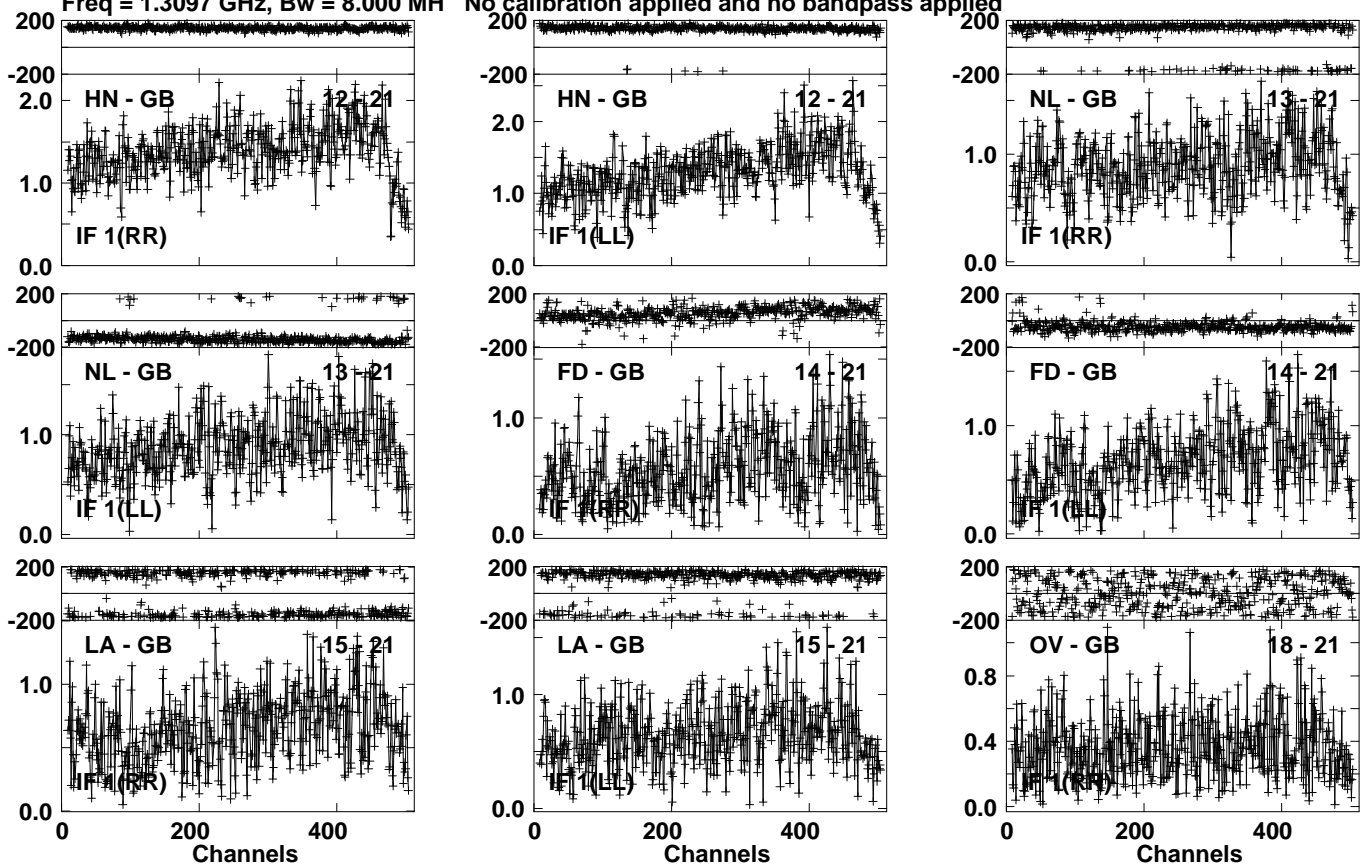 Freq = 1.3097 GHz, Bw = 8.000 MH No calibration applied and no bandpass applied
200
-200
2.0
1.0
0.0
HN - GB 12 - 21
IF 1(RR)
-200
2.0
1.0
0.0
200
HN - GB 12 - 21
IF 1(LL)
200
-200
1.0
0.0
NL - GB 13 - 21
IF 1(RR)
200
-200
1.0
0.0
NL - GB 13 - 21
IF 1(LL)
200
-200
1.0
0.0
FD - GB 14 - 21
IF 1(RR)
200
-200
1.0
0.0
FD - GB 14 - 21
IF 1(LL)
200
-200
1.0
0.0
LA - GB 15 - 21
IF 1(RR)
0 200 400
Channels
200
-200
1.0
0.0
LA - GB 15 - 21
IF 1(LL)
0 200 400
Channels
200
-200
0.8
0.4
0.0
OV - GB 18 - 21
IF 1(RR)
0 200 400
Channels